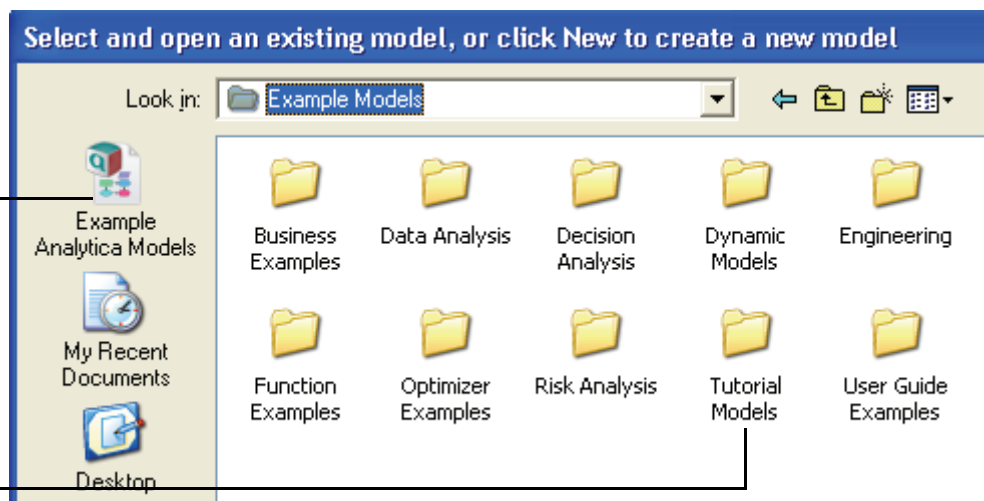 Select and open an existing model, or click New to create a new model
Look in: Example Models
Example
Analytica Models
My Recent
Documents
Desktop
Business
Examples
Data Analysis
Decision
Analysis
Dynamic
Models
Engineering
Function
Examples
Optimizer
Examples
Risk Analysis
Tutorial
Models
User Guide
Examples